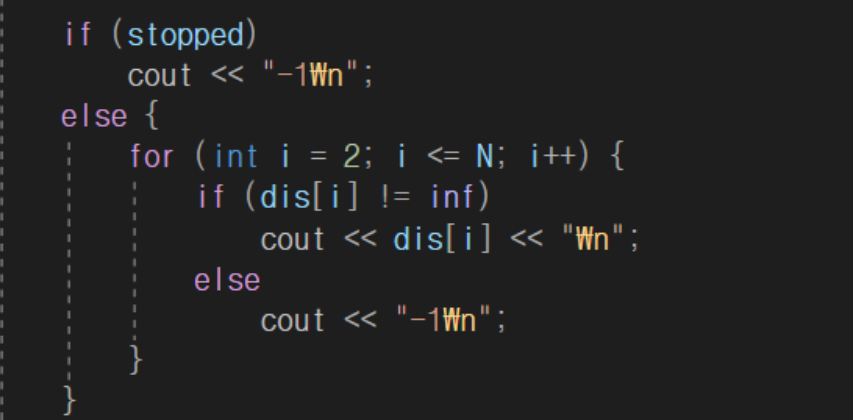 if (stopped)
    cout << "-1₩n";
else {
    for (int i = 2; i <= N; i++) {
        if (dis[i] != inf)
            cout << dis[i] << "₩n";
        else
            cout << "-1₩n";
    }
}